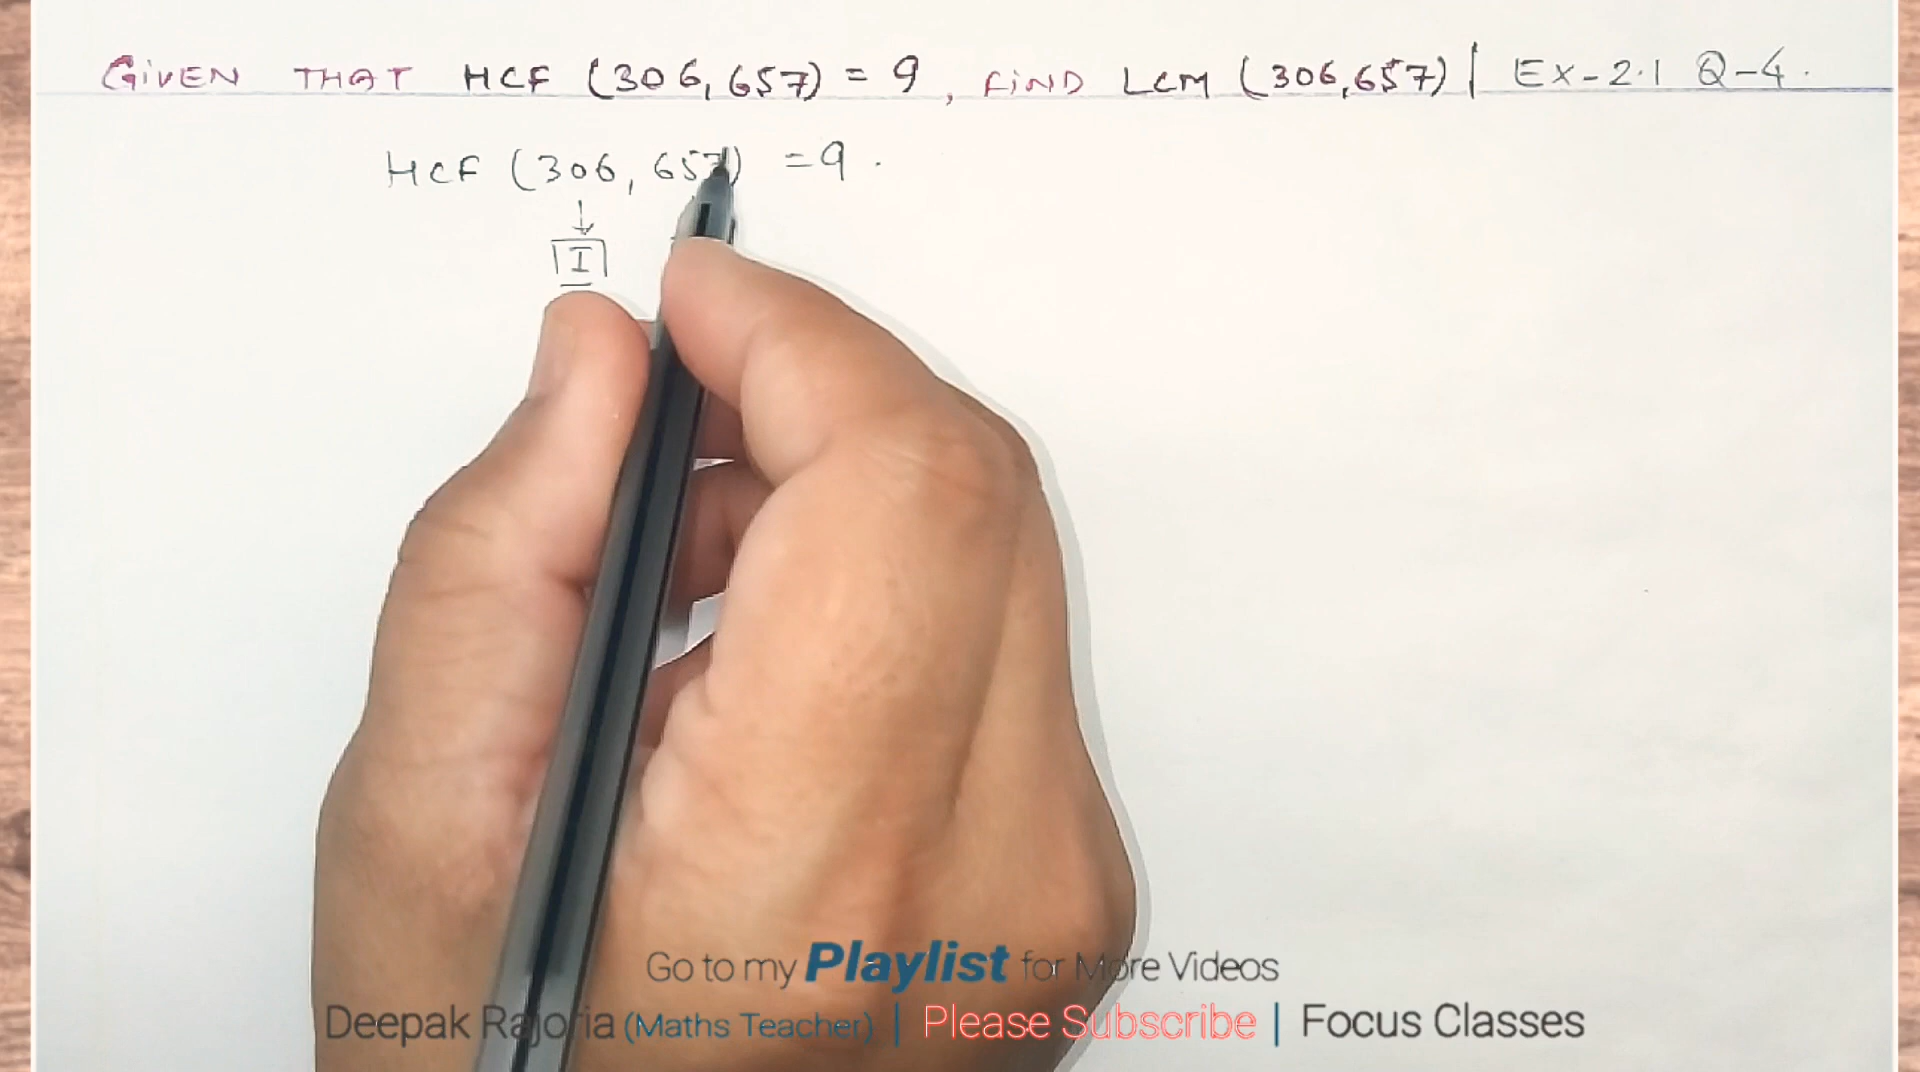 GiVEN THAT HCF (306,657) = 9, FiND LCM (306,657) | Ex-2.1 Q-4.
HCF (306, 657) = 9.
↓
I
Go to my Playlist for More Videos
Deepak Rajoria (Maths Teacher) | Please Subscribe | Focus Classes